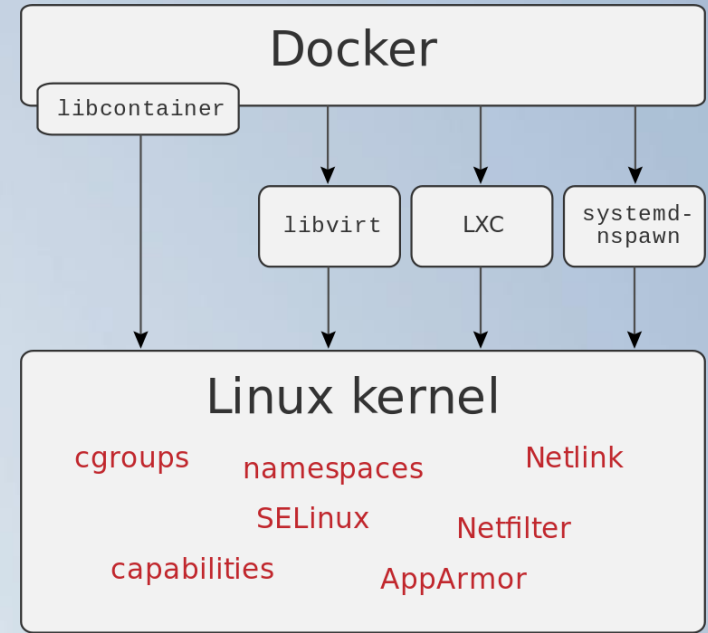 Docker
libcontainer
libvirt
LXC
systemd-
nspawn
Linux kernel
cgroups
namespaces
Netlink
SELinux
Netfilter
capabilities
AppArmor